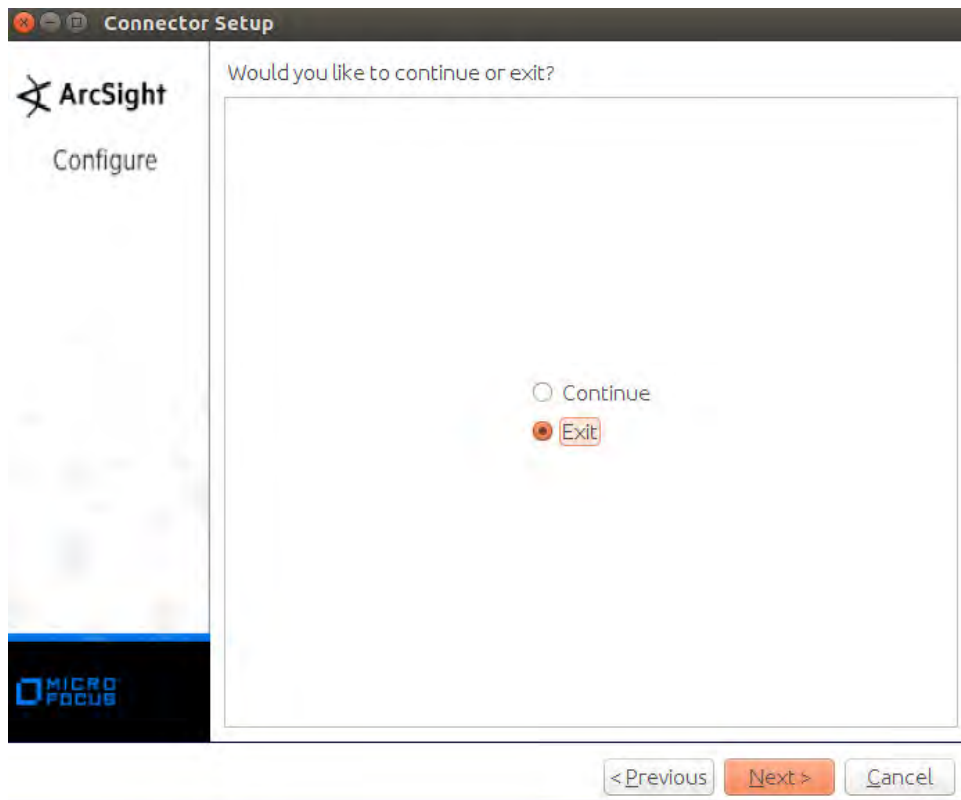 Connector Setup
ArcSight
Configure
Would you like to continue or exit?
Continue
Exit
MICRO
FOCUS
< Previous
Next >
Cancel